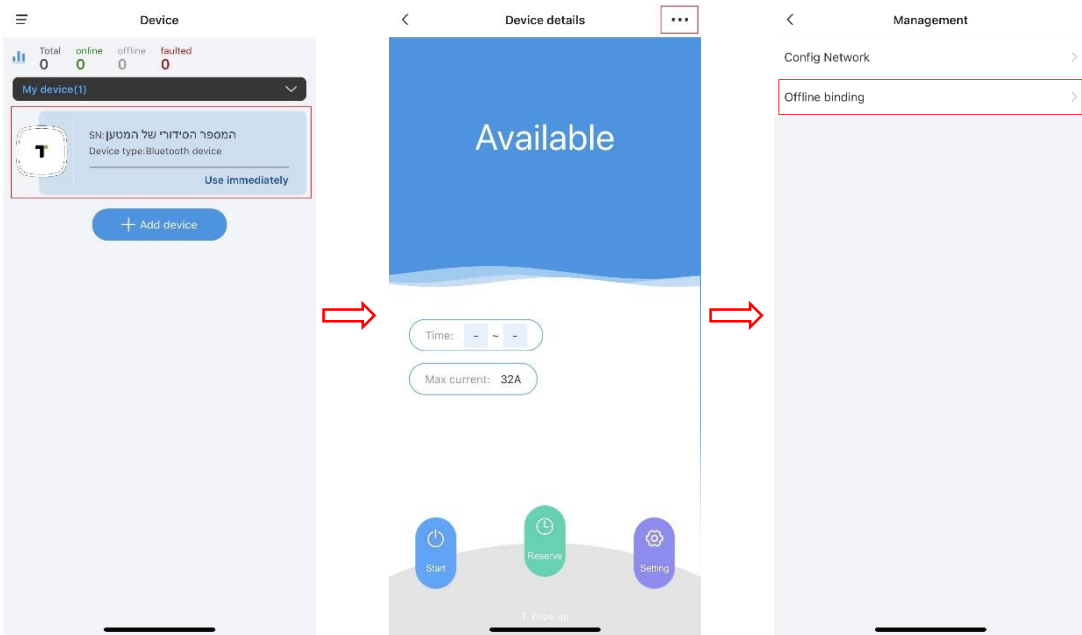 Device
Total online offline faulted
0 0 0 0
My device(1)
SN:המספר הסידורי של המטען
Device type:Bluetooth device
Use immediately
+ Add device
Device details
Available
Time: - ~ -
Max current: 32A
Start
Reserve
Setting
↑ Wipe up
Management
Config Network
Offline binding